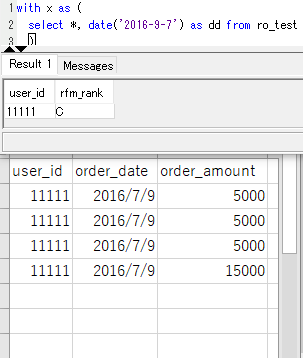 1 with x as (
2 select *, date('2016-9-7') as dd from ro_test
3 )
Result 1 Messages
user_id rfm_rank
11111 C
user_id order_date order_amount
11111 2016/7/9 5000
11111 2016/7/9 5000
11111 2016/7/9 5000
11111 2016/7/9 15000